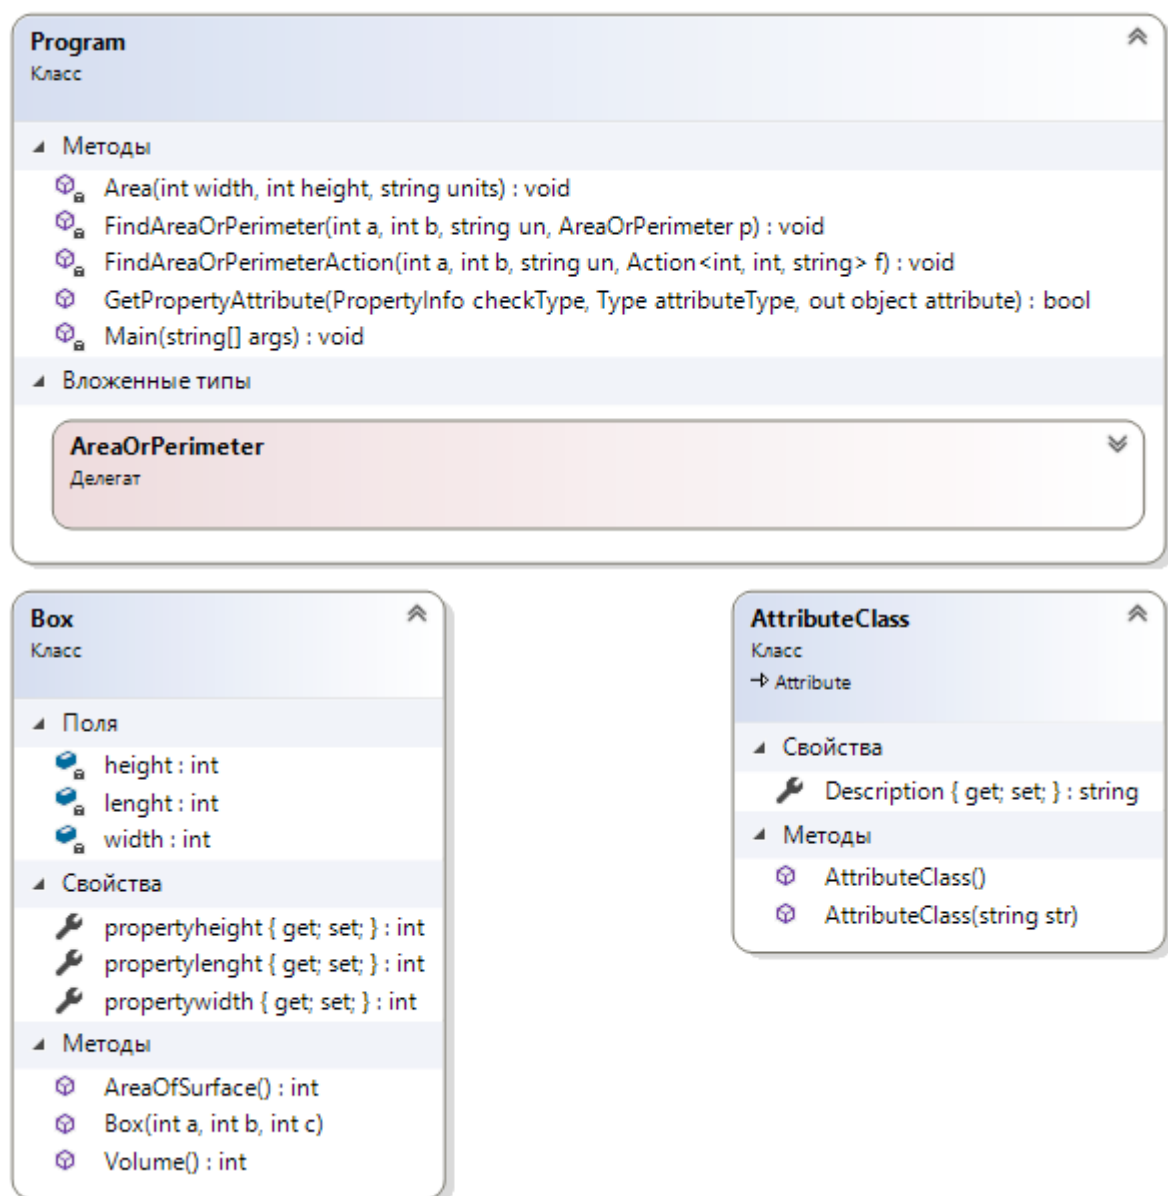 Program
Класс
Методы
Area(int width, int height, string units) : void
FindAreaOrPerimeter(int a, int b, string un, AreaOrPerimeter p) : void
FindAreaOrPerimeterAction(int a, int b, string un, Action<int, int, string> f) : void
GetPropertyAttribute(PropertyInfo checkType, Type attributeType, out object attribute) : bool
Main(string[] args) : void
Вложенные типы
AreaOrPerimeter
Делегат
Box
Класс
Поля
height : int
lenght : int
width : int
Свойства
propertyheight { get; set; } : int
propertylenght { get; set; } : int
propertywidth { get; set; } : int
Методы
AreaOfSurface() : int
Box(int a, int b, int c)
Volume() : int
AttributeClass
Класс
Attribute
Свойства
Description { get; set; } : string
Методы
AttributeClass()
AttributeClass(string str)